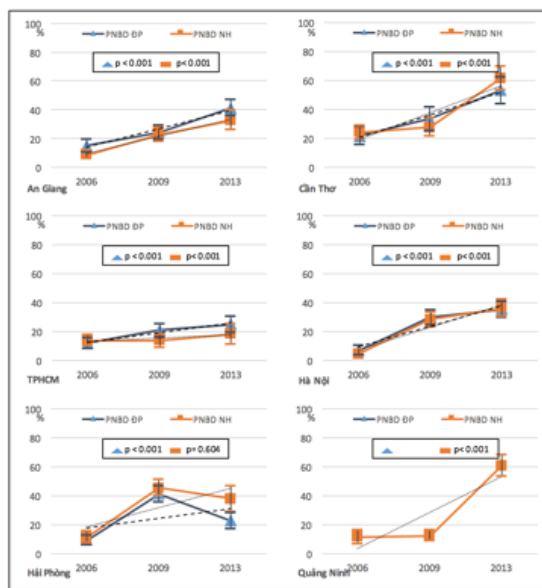 %
PNBD ĐP PNBD NH
p < 0.001 p< 0.001
100
80
60
40
20
0
2006 2009 2013
An Giang
%
PNBD ĐP PNBD NH
p < 0.001 p< 0.001
100
80
60
40
20
0
2006 2009 2013
Cần Thơ
%
PNBD ĐP PNBD NH
p < 0.001 p< 0.001
100
80
60
40
20
0
2006 2009 2013
TPHCM
%
PNBD ĐP PNBD NH
p < 0.001 p< 0.001
100
80
60
40
20
0
2006 2009 2013
Hà Nội
%
PNBD ĐP PNBD NH
p < 0.001 p= 0.604
100
80
60
40
20
0
2006 2009 2013
Hải Phòng
%
PNBD ĐP PNBD NH
p< 0.001
100
80
60
40
20
0
2006 2009 2013
Quảng Ninh